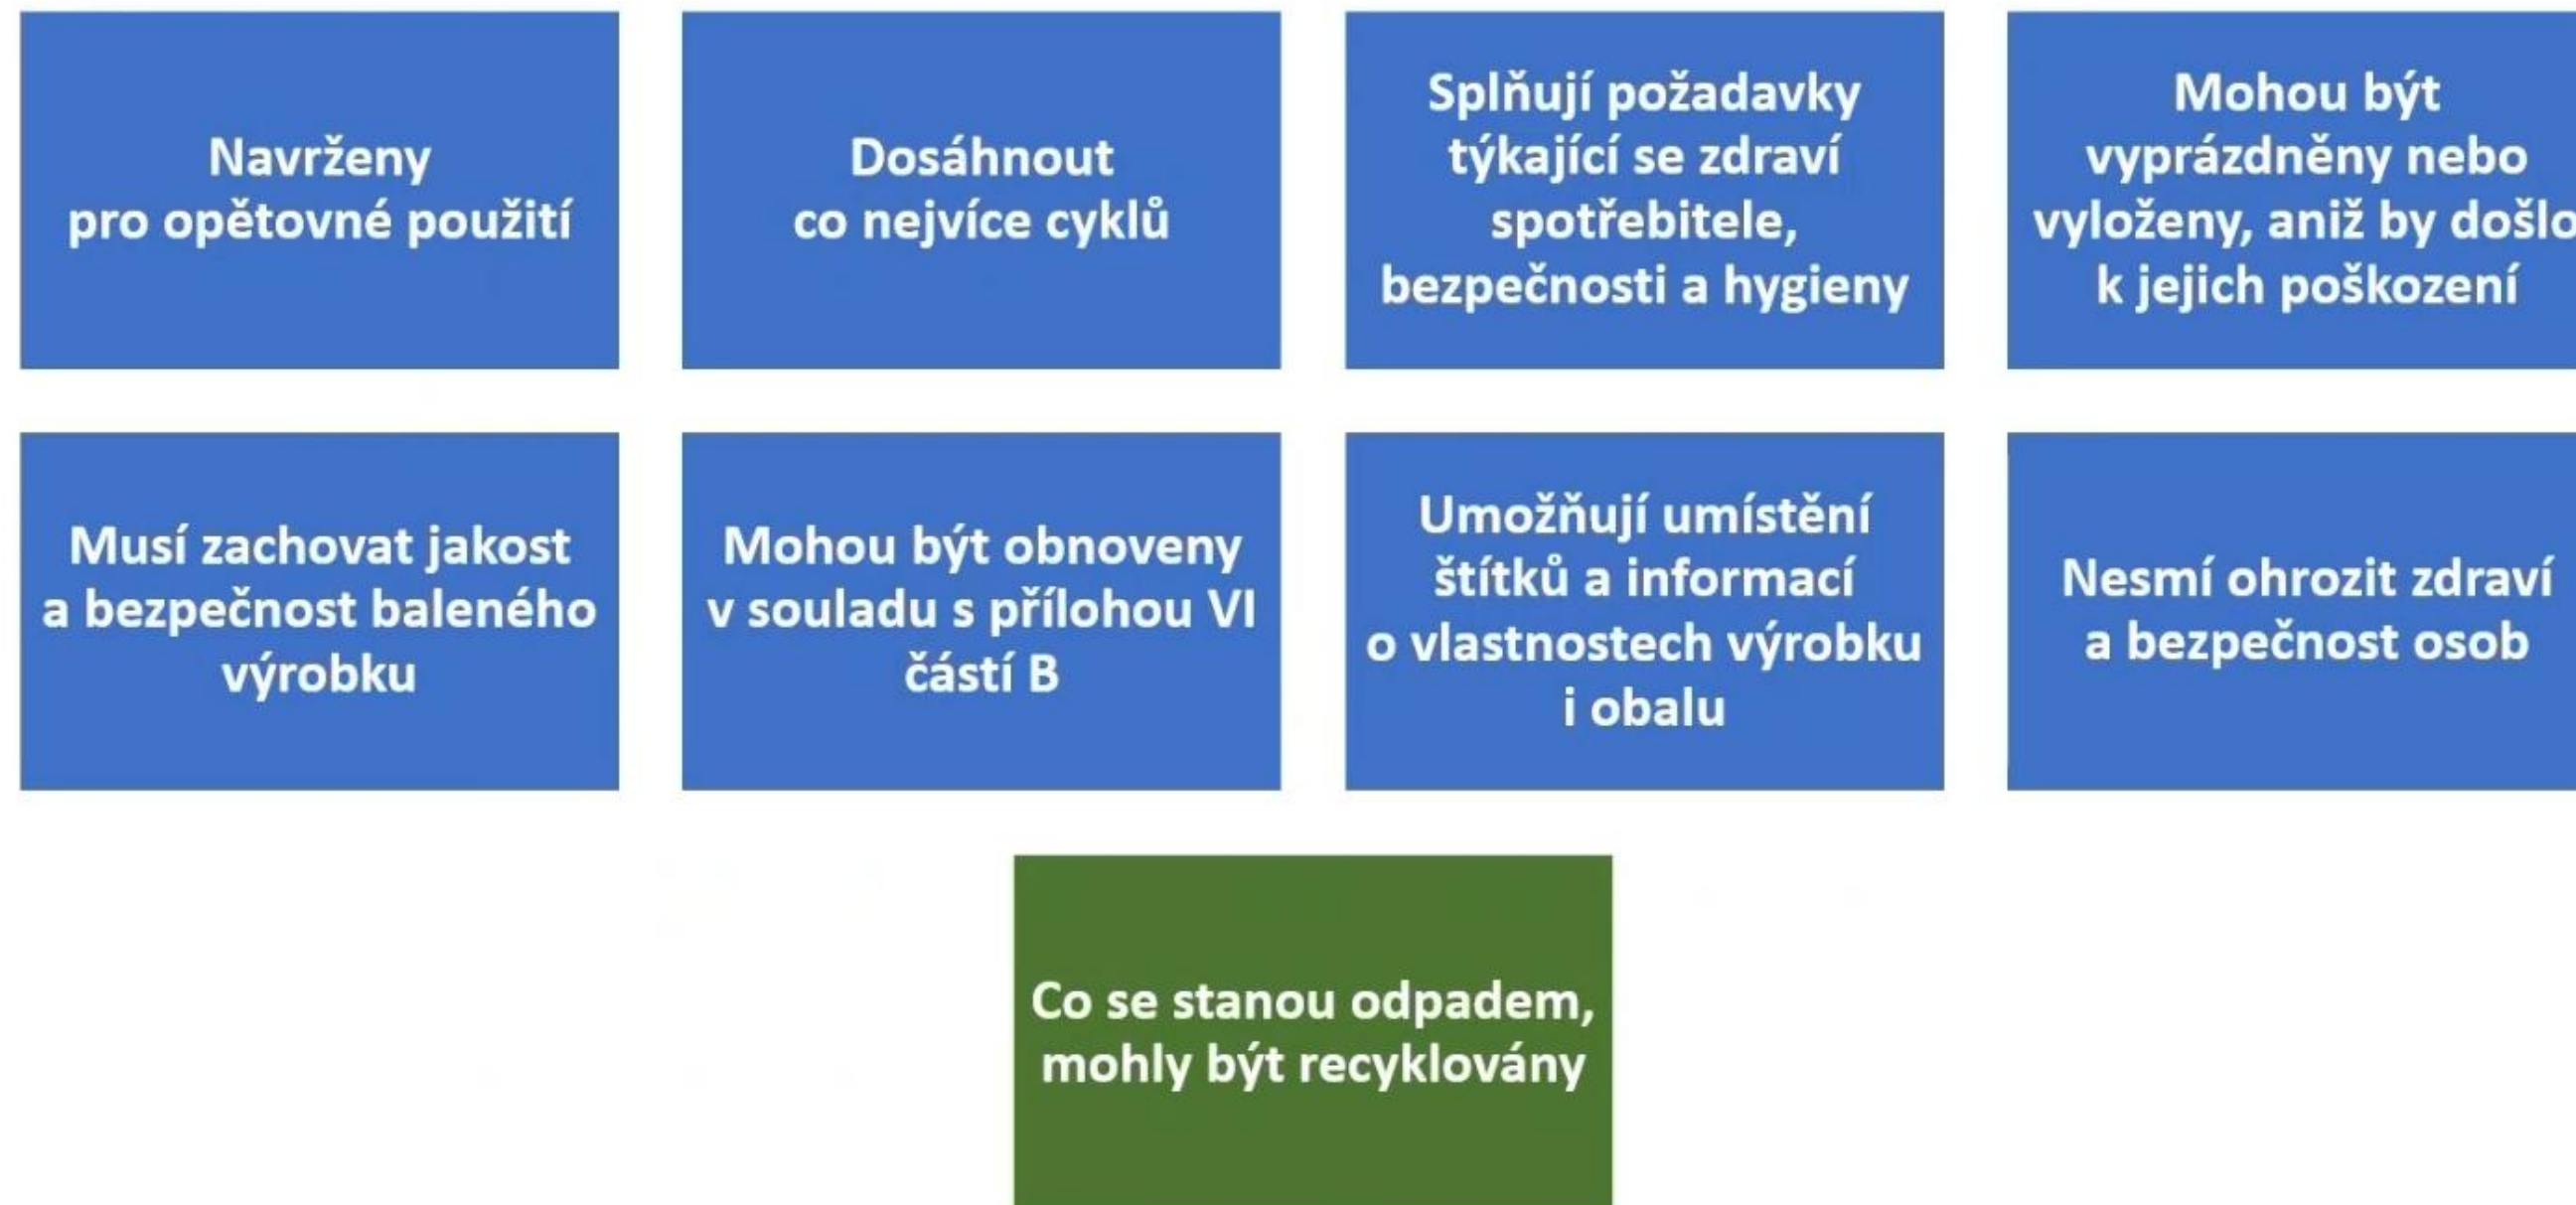 Navrženy
pro opětovné použití
Dosáhnout
co nejvíce cyklů
Splňují požadavky
týkající se zdraví
spotřebitele,
bezpečnosti a hygieny
Mohou být
vyprázdněny nebo
vyloženy, aniž by došlo
k jejich poškození
Musí zachovat jakost
a bezpečnost baleného
výrobku
Mohou být obnoveny
v souladu s přílohou VI
částí B
Umožňují umístění
štítků a informací
o vlastnostech výrobku
i obalu
Nesmí ohrozit zdraví
a bezpečnost osob
Co se stanou odpadem,
mohly být recyklovány